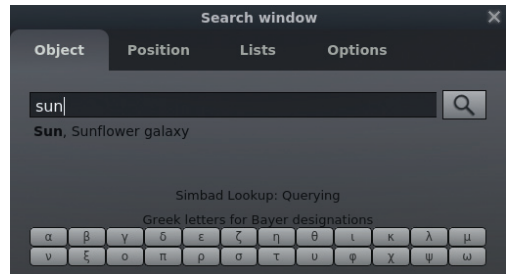 Search window ×
Object Position Lists Options
sun
Sun, Sunflower galaxy
Simbad Lookup: Querying
Greek letters for Bayer designations
α β γ δ ε ζ η θ ι κ λ μ
ν ξ ο π ρ σ τ υ φ χ ψ ω